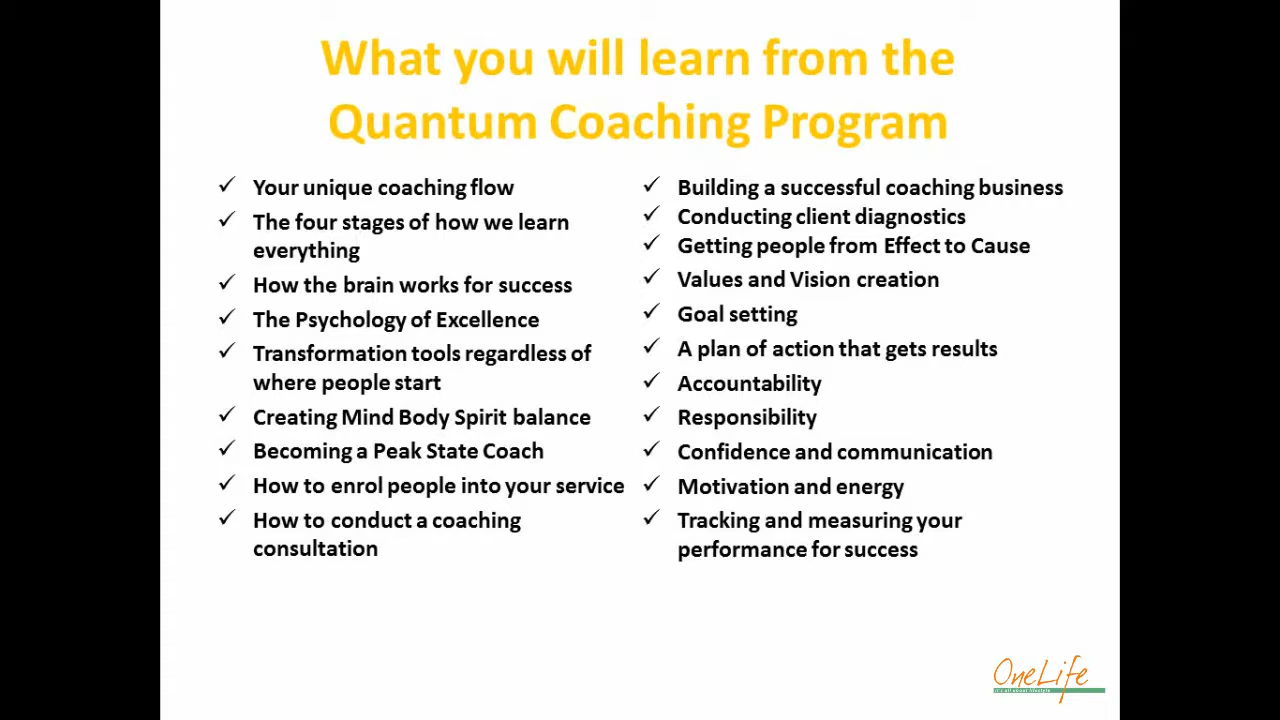 What you will learn from the
Quantum Coaching Program
✓ Your unique coaching flow
✓ The four stages of how we learn
everything
✓ How the brain works for success
✓ The Psychology of Excellence
✓ Transformation tools regardless of
where people start
✓ Creating Mind Body Spirit balance
✓ Becoming a Peak State Coach
✓ How to enrol people into your service
✓ How to conduct a coaching
consultation
✓ Building a successful coaching business
✓ Conducting client diagnostics
✓ Getting people from Effect to Cause
✓ Values and Vision creation
✓ Goal setting
✓ A plan of action that gets results
✓ Accountability
✓ Responsibility
✓ Confidence and communication
✓ Motivation and energy
✓ Tracking and measuring your
performance for success
OneLife
it's all about lifestyle